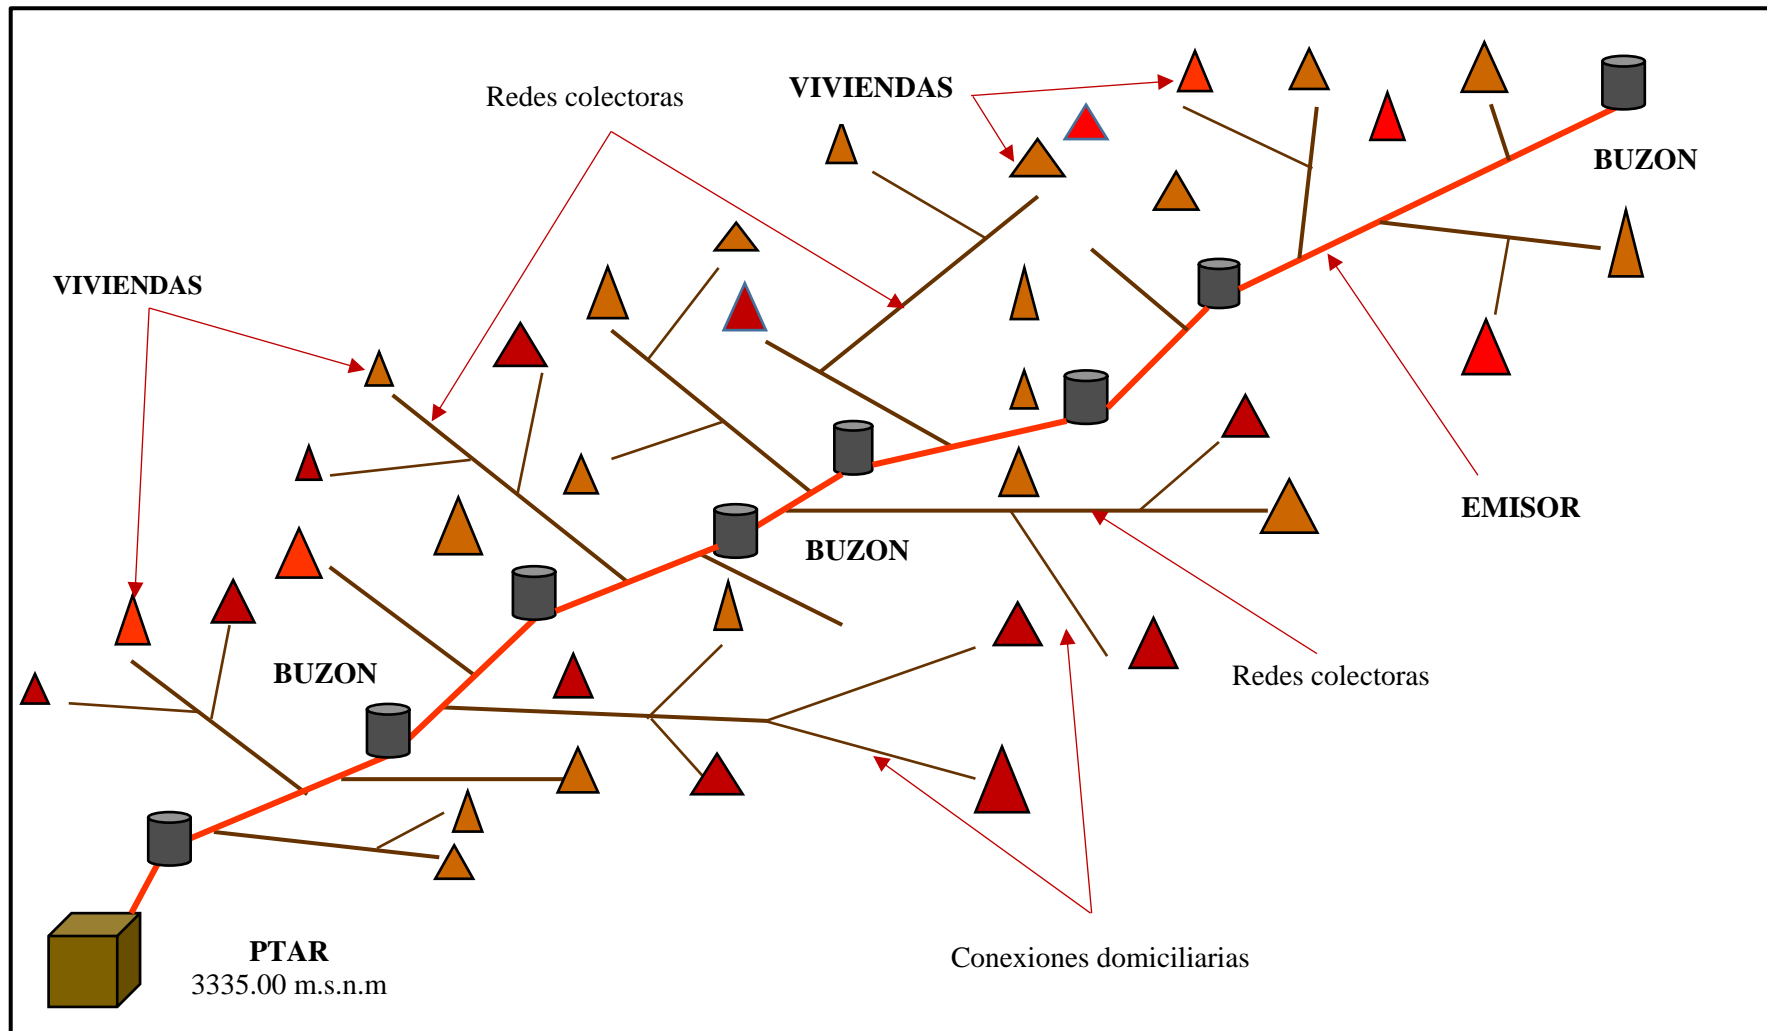 VIVIENDAS
Redes colectoras
BUZON
VIVIENDAS
EMISOR
BUZON
BUZON
Redes colectoras
PTAR
3335.00 m.s.n.m
Conexiones domiciliarias